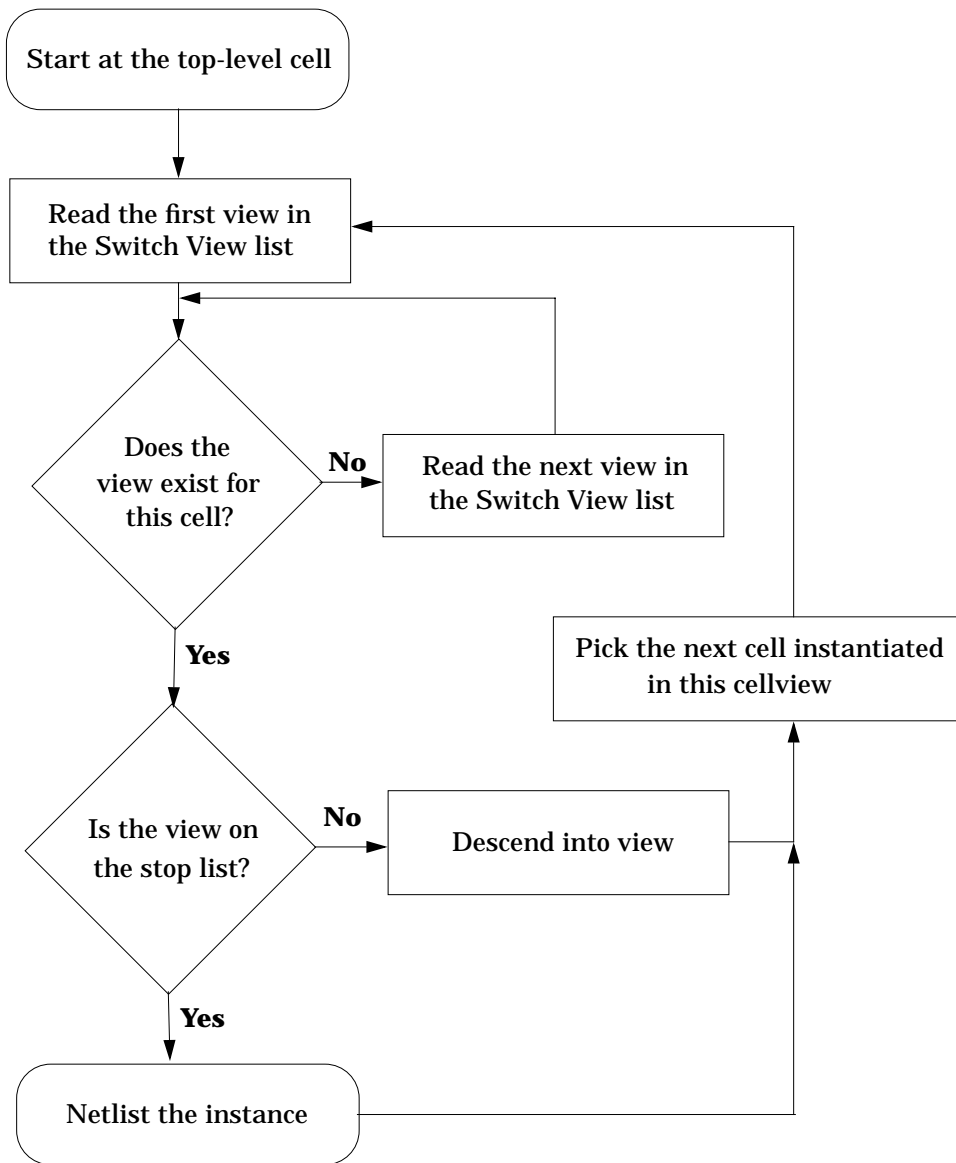 Start at the top-level cell
Read the first view in
the Switch View list
Does the
view exist for
this cell?
No
Read the next view in
the Switch View list
Yes
Pick the next cell instantiated
in this cellview
Is the view on
the stop list?
No
Descend into view
Yes
Netlist the instance